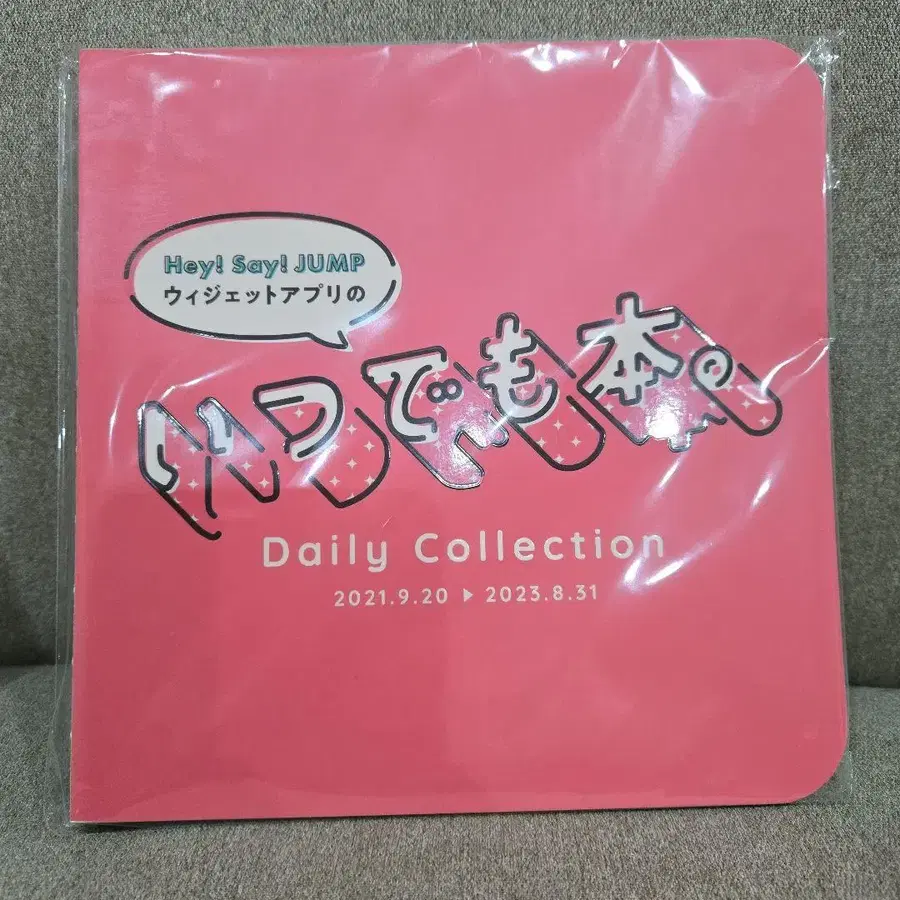 Hey! Say! JUMP
ウィジェットアプリの
いつでも本。
Daily Collection
2021.9.20 ▶ 2023.8.31